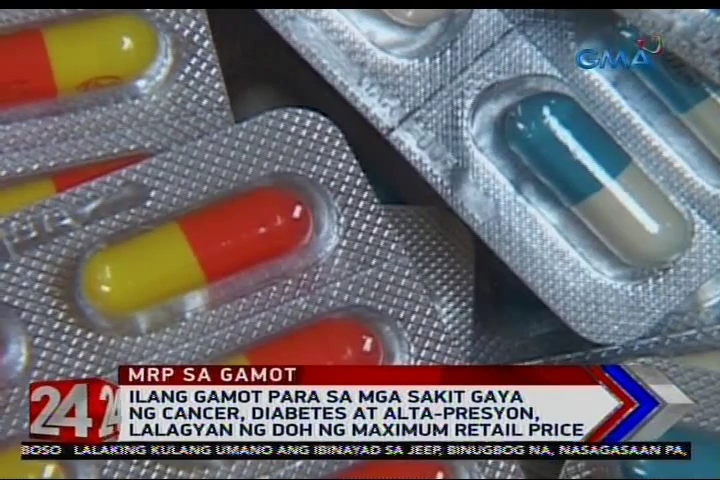 GMA
MRP SA GAMOT
ILANG GAMOT PARA SA MGA SAKIT GAYA
NG CANCER, DIABETES AT ALTA-PRESYON,
LALAGYAN NG DOH NG MAXIMUM RETAIL PRICE
24
BOSO LALAKING KULANG UMANO ANG IBINAYAD SA JEEP, BINUGBOG NA, NASAGASAAN PA,